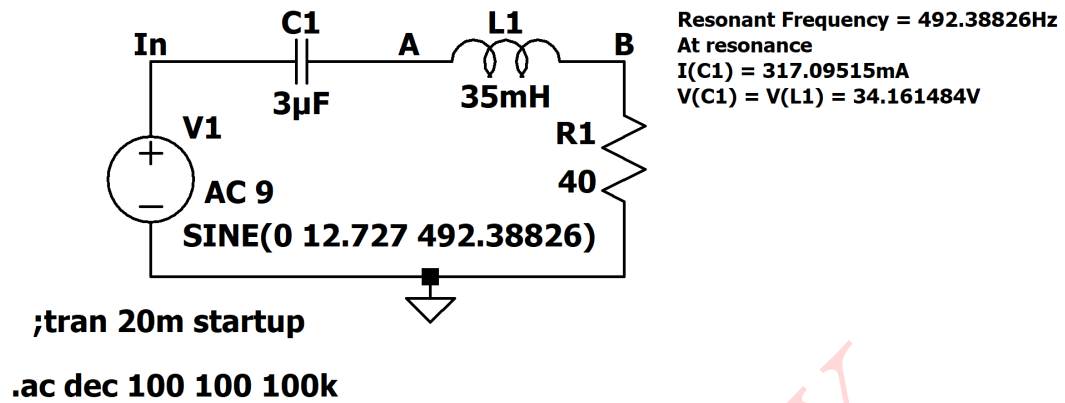 C1
L1
In
A
B
3µF
35mH
V1
R1
AC 9
40
SINE(0 12.727 492.38826)
;tran 20m startup
.ac dec 100 100 100k
Resonant Frequency = 492.38826Hz
At resonance
I(C1) = 317.09515mA
V(C1) = V(L1) = 34.161484V